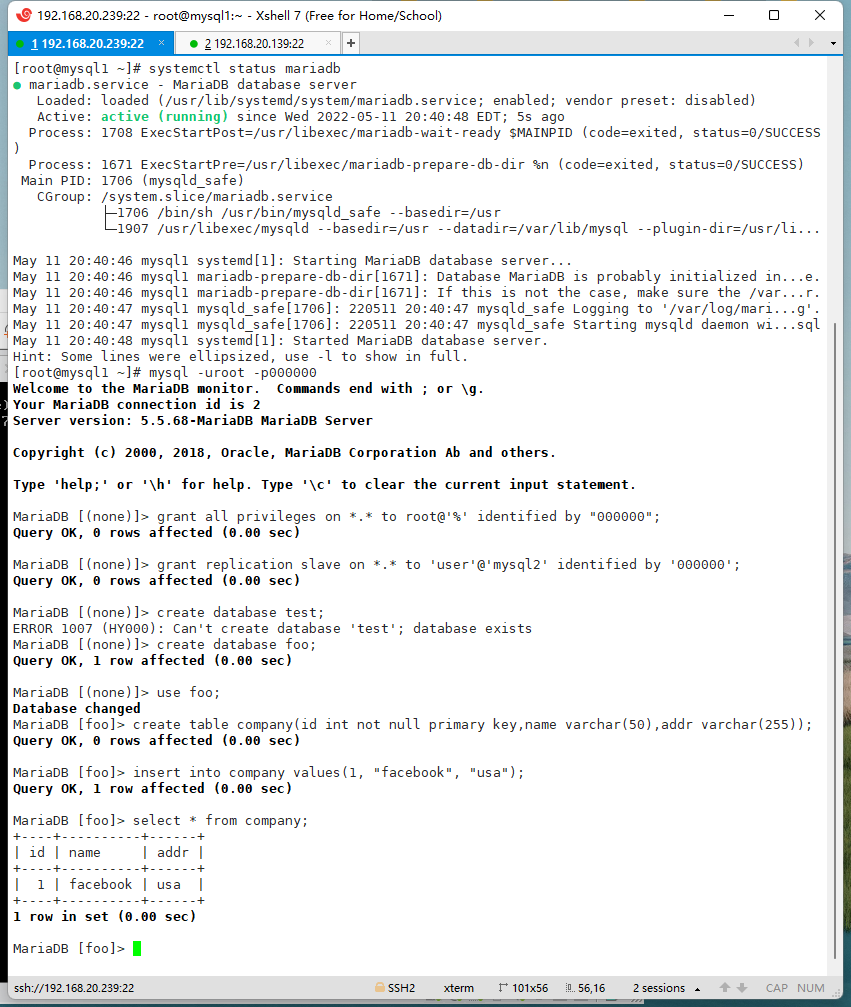 192.168.20.239:22 - root@mysql1:~ - Xshell 7 (Free for Home/School)
1 192.168.20.239:22 × 2 192.168.20.139:22 × +
[root@mysql1 ~]# systemctl status mariadb
● mariadb.service - MariaDB database server
   Loaded: loaded (/usr/lib/systemd/system/mariadb.service; enabled; vendor preset: disabled)
   Active: active (running) since Wed 2022-05-11 20:40:48 EDT; 5s ago
  Process: 1708 ExecStartPost=/usr/libexec/mariadb-wait-ready $MAINPID (code=exited, status=0/SUCCESS
)
  Process: 1671 ExecStartPre=/usr/libexec/mariadb-prepare-db-dir %n (code=exited, status=0/SUCCESS)
 Main PID: 1706 (mysqld_safe)
   CGroup: /system.slice/mariadb.service
           ├─1706 /bin/sh /usr/bin/mysqld_safe --basedir=/usr
           └─1907 /usr/libexec/mysqld --basedir=/usr --datadir=/var/lib/mysql --plugin-dir=/usr/li...
May 11 20:40:46 mysql1 systemd[1]: Starting MariaDB database server...
May 11 20:40:46 mysql1 mariadb-prepare-db-dir[1671]: Database MariaDB is probably initialized in...e.
May 11 20:40:46 mysql1 mariadb-prepare-db-dir[1671]: If this is not the case, make sure the /var...r.
May 11 20:40:47 mysql1 mysqld_safe[1706]: 220511 20:40:47 mysqld_safe Logging to '/var/log/mari...g'.
May 11 20:40:47 mysql1 mysqld_safe[1706]: 220511 20:40:47 mysqld_safe Starting mysqld daemon wi...sql
May 11 20:40:48 mysql1 systemd[1]: Started MariaDB database server.
Hint: Some lines were ellipsized, use -l to show in full.
[root@mysql1 ~]# mysql -uroot -p000000
Welcome to the MariaDB monitor.  Commands end with ; or \g.
Your MariaDB connection id is 2
Server version: 5.5.68-MariaDB MariaDB Server
Copyright (c) 2000, 2018, Oracle, MariaDB Corporation Ab and others.
Type 'help;' or '\h' for help. Type '\c' to clear the current input statement.
MariaDB [(none)]> grant all privileges on *.* to root@'%' identified by "000000";
Query OK, 0 rows affected (0.00 sec)
MariaDB [(none)]> grant replication slave on *.* to 'user'@'mysql2' identified by '000000';
Query OK, 0 rows affected (0.00 sec)
MariaDB [(none)]> create database test;
ERROR 1007 (HY000): Can't create database 'test'; database exists
MariaDB [(none)]> create database foo;
Query OK, 1 row affected (0.00 sec)
MariaDB [(none)]> use foo;
Database changed
MariaDB [foo]> create table company(id int not null primary key,name varchar(50),addr varchar(255));
Query OK, 0 rows affected (0.00 sec)
MariaDB [foo]> insert into company values(1, "facebook", "usa");
Query OK, 1 row affected (0.00 sec)
MariaDB [foo]> select * from company;
+----+----------+------+
| id | name     | addr |
+----+----------+------+
|  1 | facebook | usa  |
+----+----------+------+
1 row in set (0.00 sec)
MariaDB [foo]>
ssh://192.168.20.239:22 SSH2 xterm 101x56 56,16 2 sessions CAP NUM